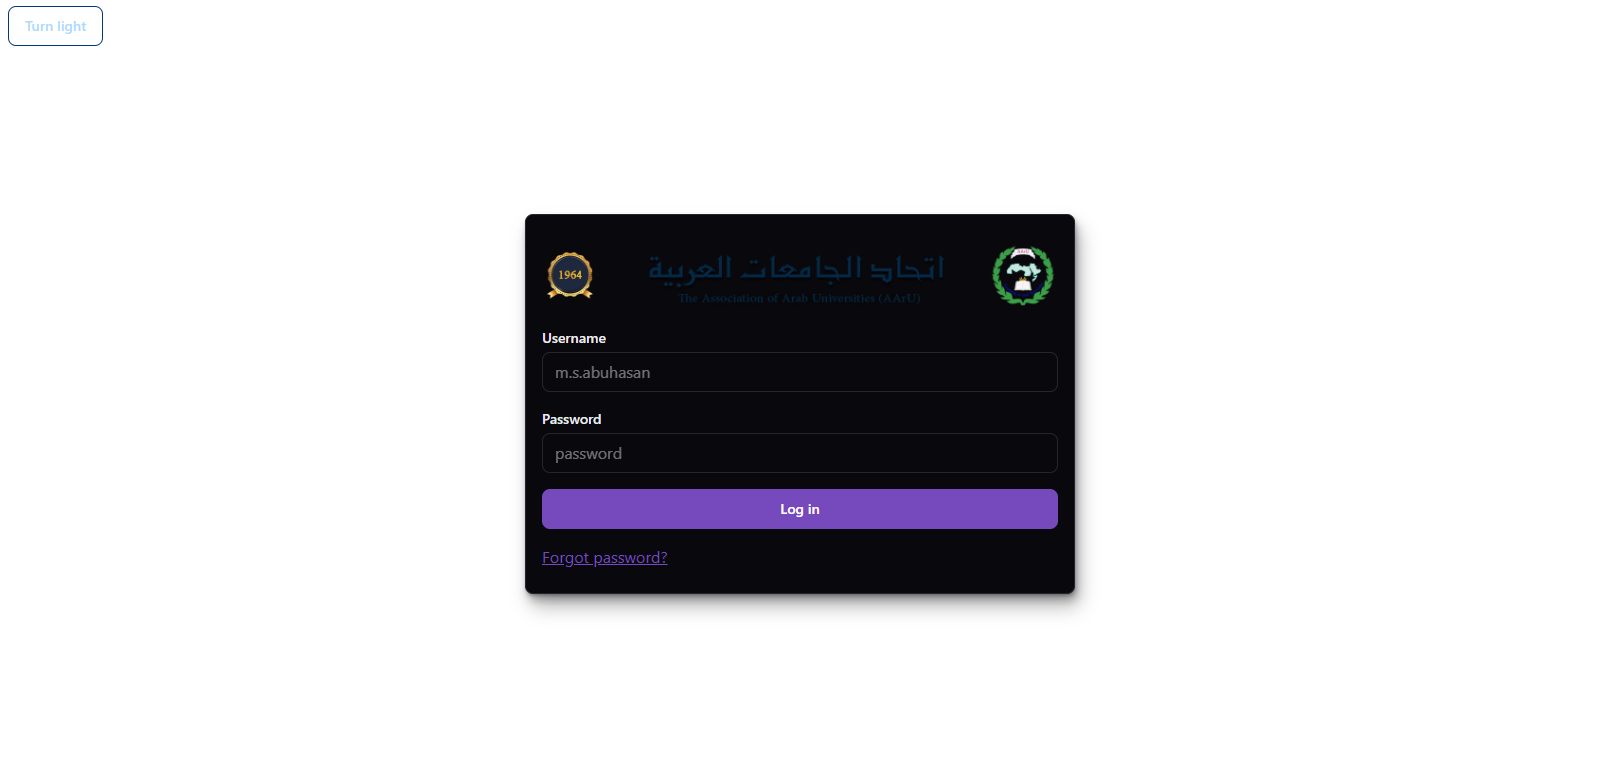 Turn light
1964
اتحاد الجامعات العربية
The Association of Arab Universities (AArU)
Username
m.s.abuhasan
Password
password
Log in
Forgot password?